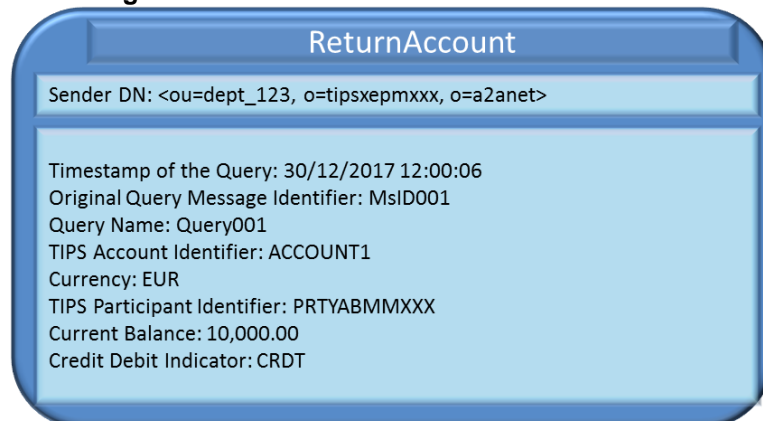 ReturnAccount
Sender DN: <ou=dept_123, o=tipsxepmxxx, o=a2anet>
Timestamp of the Query: 30/12/2017 12:00:06
Original Query Message Identifier: MsID001
Query Name: Query001
TIPS Account Identifier: ACCOUNT1
Currency: EUR
TIPS Participant Identifier: PRTYABMMXXX
Current Balance: 10,000.00
Credit Debit Indicator: CRDT